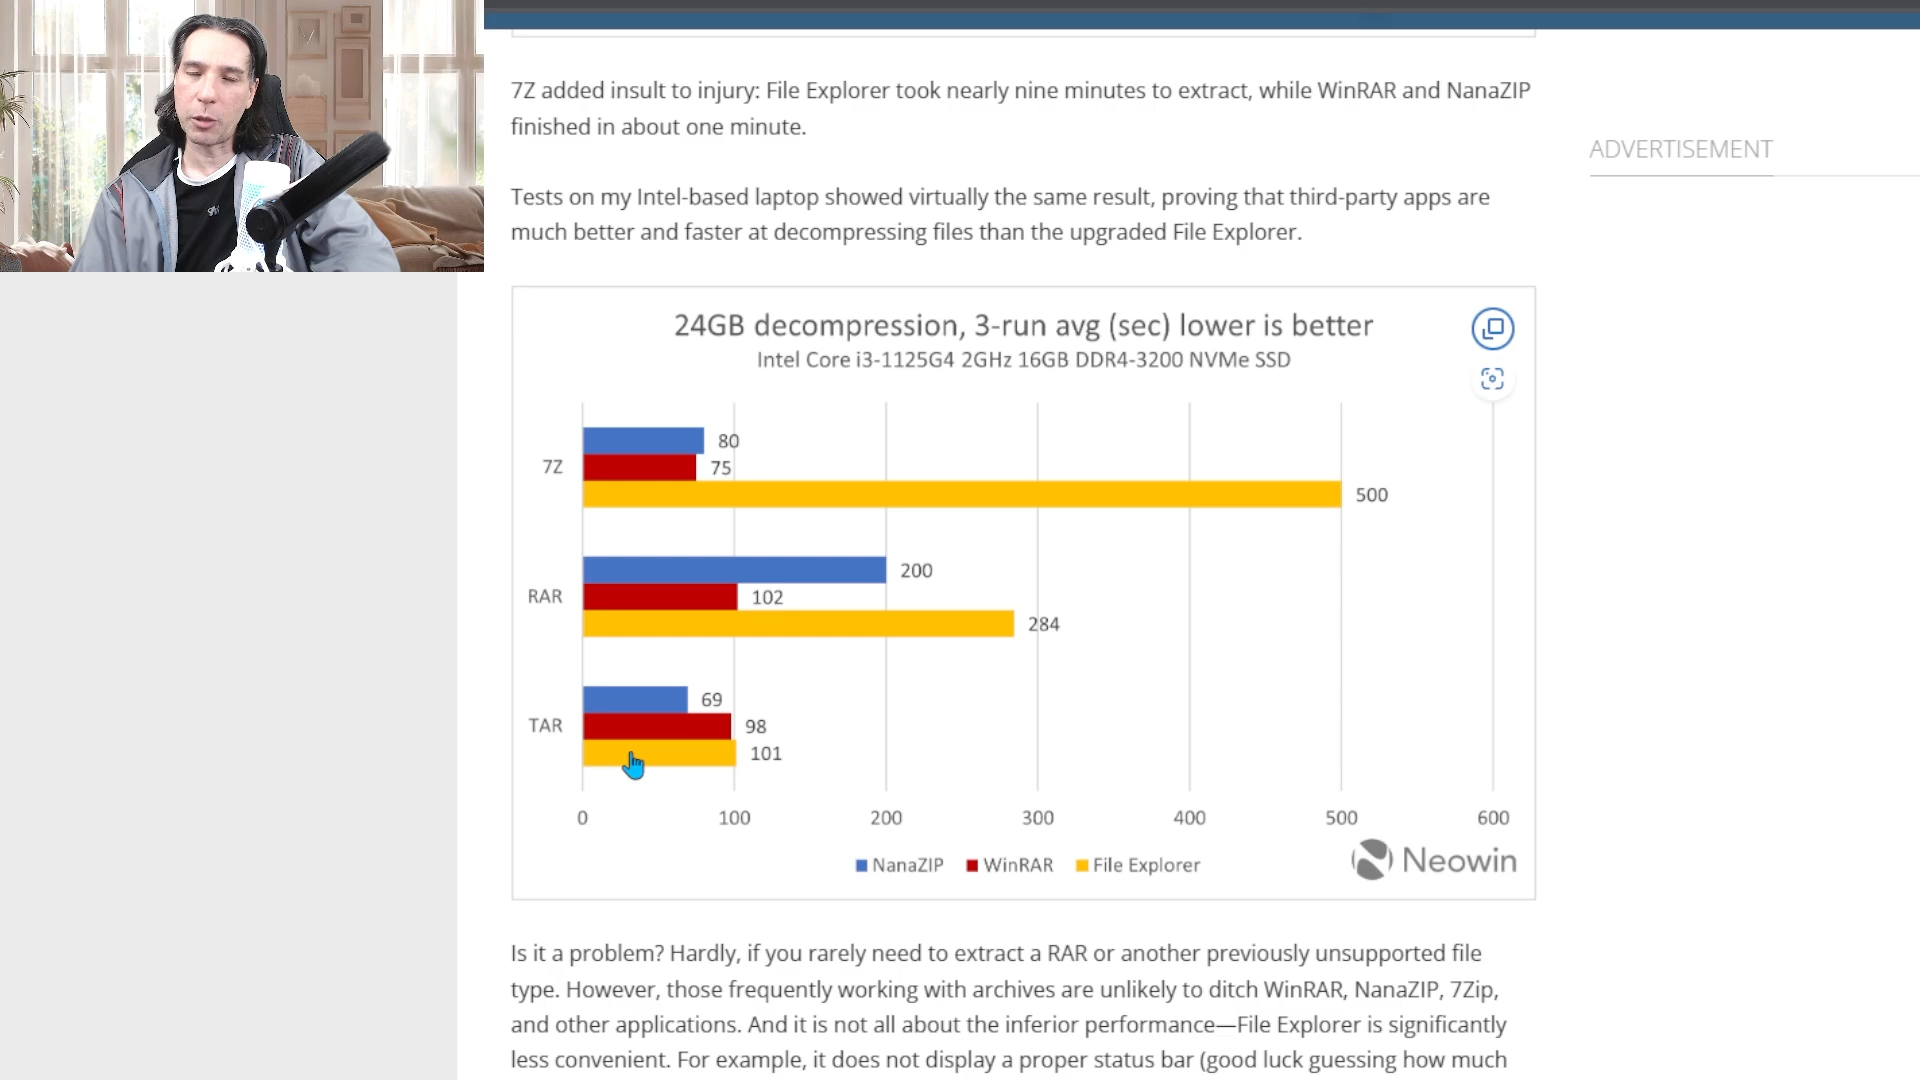 7Z added insult to injury: File Explorer took nearly nine minutes to extract, while WinRAR and NanaZIP
finished in about one minute.
ADVERTISEMENT
Tests on my Intel-based laptop showed virtually the same result, proving that third-party apps are
much better and faster at decompressing files than the upgraded File Explorer.
24GB decompression, 3-run avg (sec) lower is better
Intel Core i3-1125G4 2GHz 16GB DDR4-3200 NVMe SSD
80
7Z 75
500
200
RAR 102
284
69
TAR 98
101
0 100 200 300 400 500 600
NanaZIP WinRAR File Explorer
Neowin
Is it a problem? Hardly, if you rarely need to extract a RAR or another previously unsupported file
type. However, those frequently working with archives are unlikely to ditch WinRAR, NanaZIP, 7Zip,
and other applications. And it is not all about the inferior performance—File Explorer is significantly
less convenient. For example, it does not display a proper status bar (good luck guessing how much